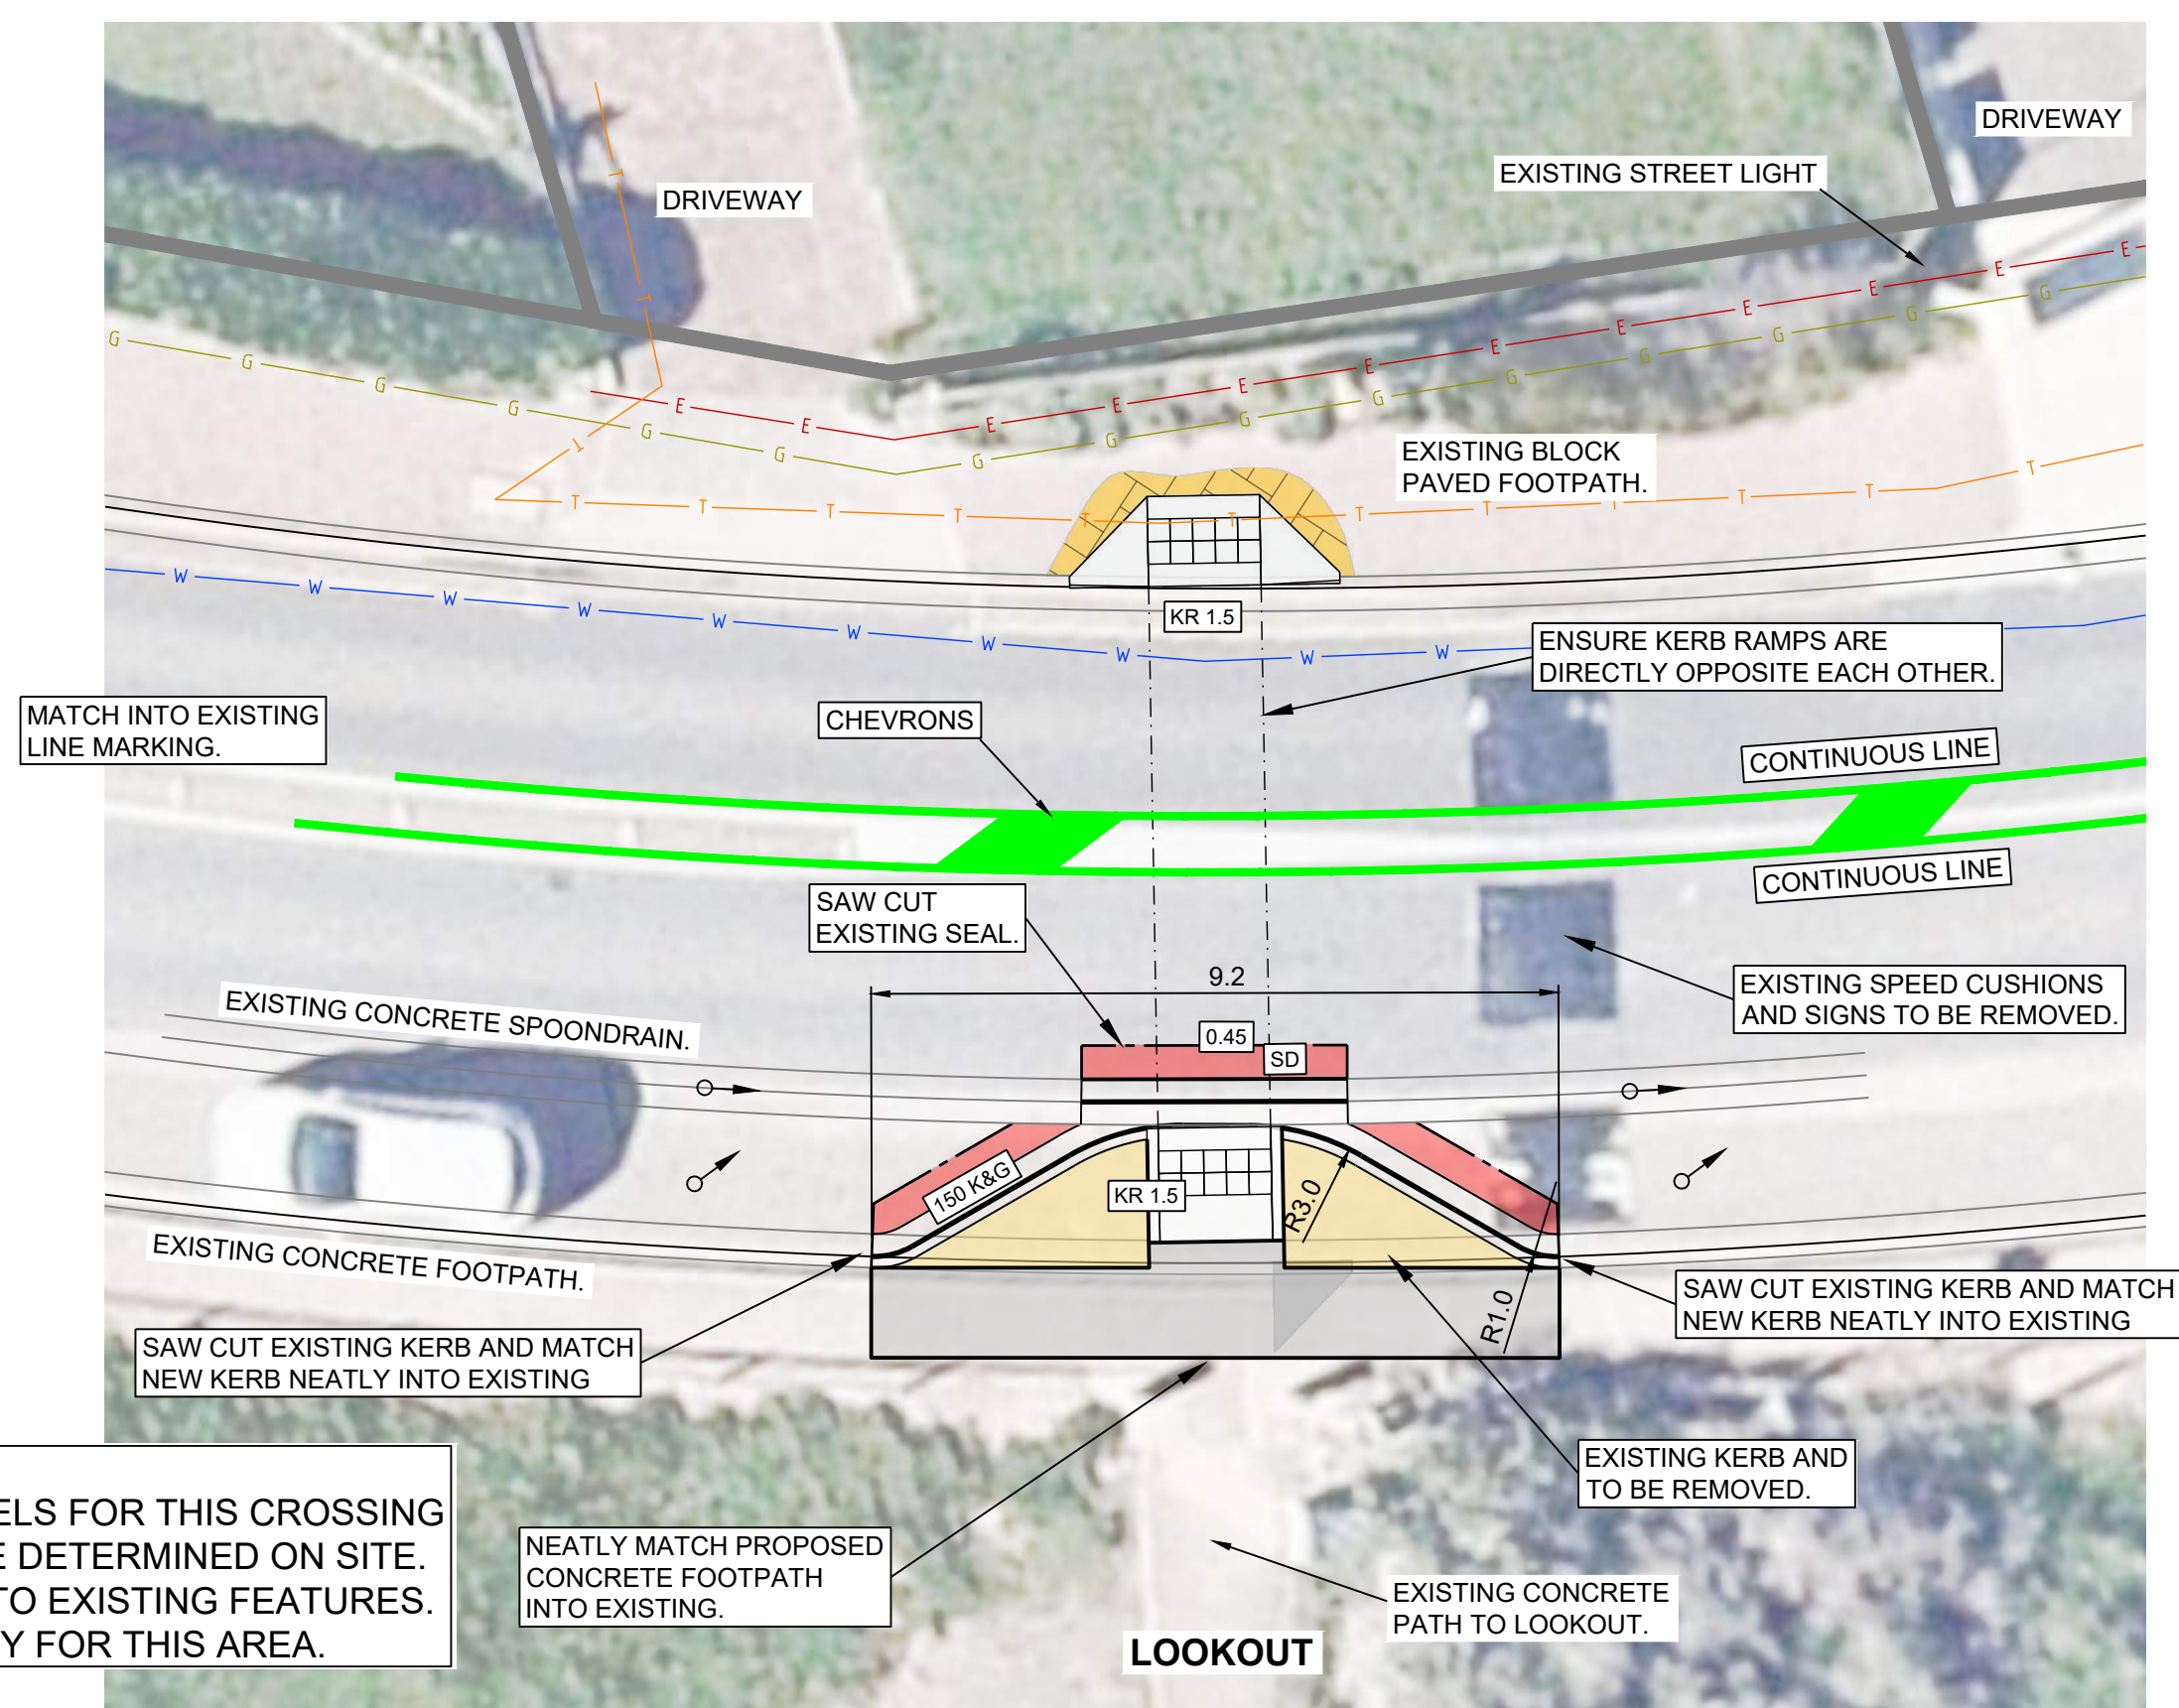 DRIVEWAY
EXISTING STREET LIGHT
DRIVEWAY
T
T
E E E E E E E E E E E E
G G G G G G G G G G G G G G G
EXISTING BLOCK
PAVED FOOTPATH.
T T T T T T T T T T T T T
KR 1.5
W W W W W W W W W W
ENSURE KERB RAMPS ARE
DIRECTLY OPPOSITE EACH OTHER.
MATCH INTO EXISTING
LINE MARKING.
CHEVRONS
CONTINUOUS LINE
CONTINUOUS LINE
SAW CUT
EXISTING SEAL.
9.2
EXISTING SPEED CUSHIONS
AND SIGNS TO BE REMOVED.
EXISTING CONCRETE SPOONDRAIN.
0.45
SD
150 K&G
KR 1.5
R3.0
EXISTING CONCRETE FOOTPATH.
R1.0
SAW CUT EXISTING KERB AND MATCH
NEW KERB NEATLY INTO EXISTING
SAW CUT EXISTING KERB AND MATCH
NEW KERB NEATLY INTO EXISTING
EXISTING KERB AND
TO BE REMOVED.
FOR THIS CROSSING
DETERMINED ON SITE.
TO EXISTING FEATURES.
FOR THIS AREA.
NEATLY MATCH PROPOSED
CONCRETE FOOTPATH
INTO EXISTING.
EXISTING CONCRETE
PATH TO LOOKOUT.
LOOKOUT